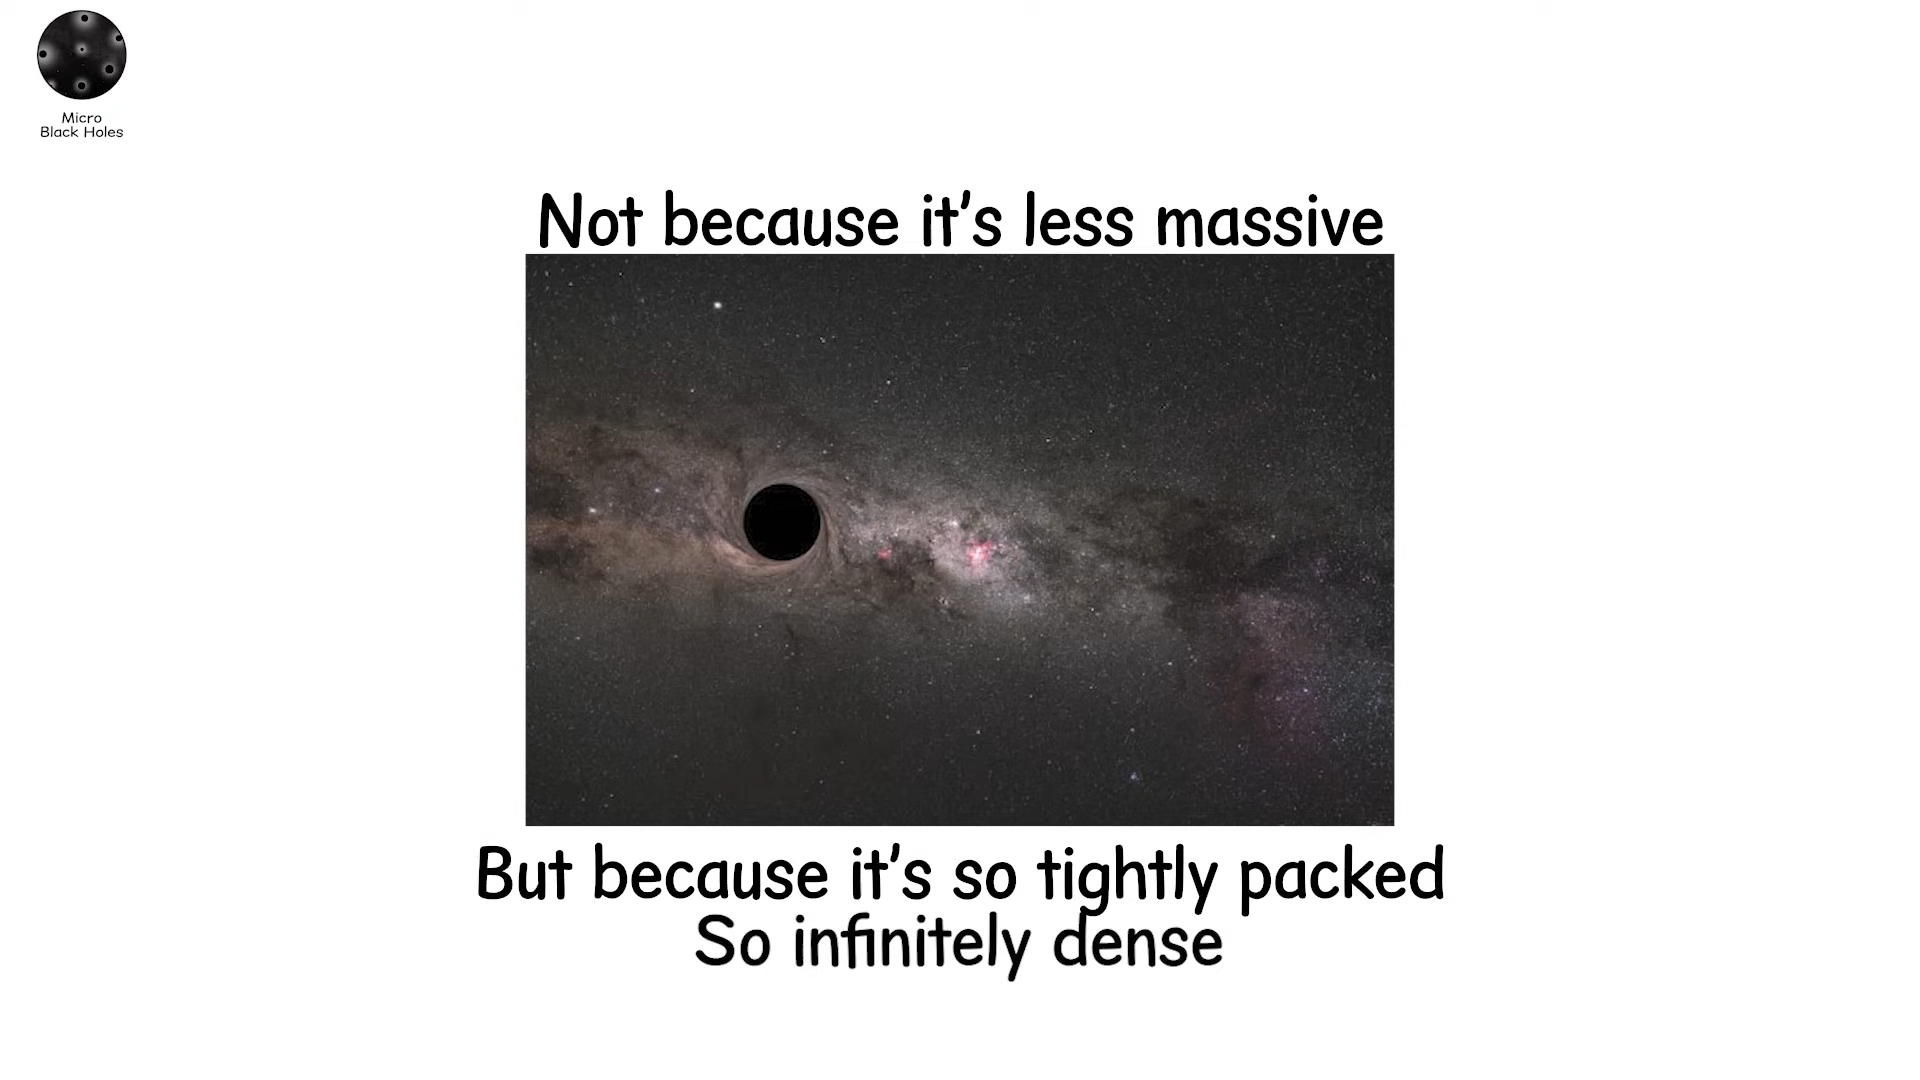 Micro
Black Holes
Not because it's less massive
But because it's so tightly packed
So infinitely dense